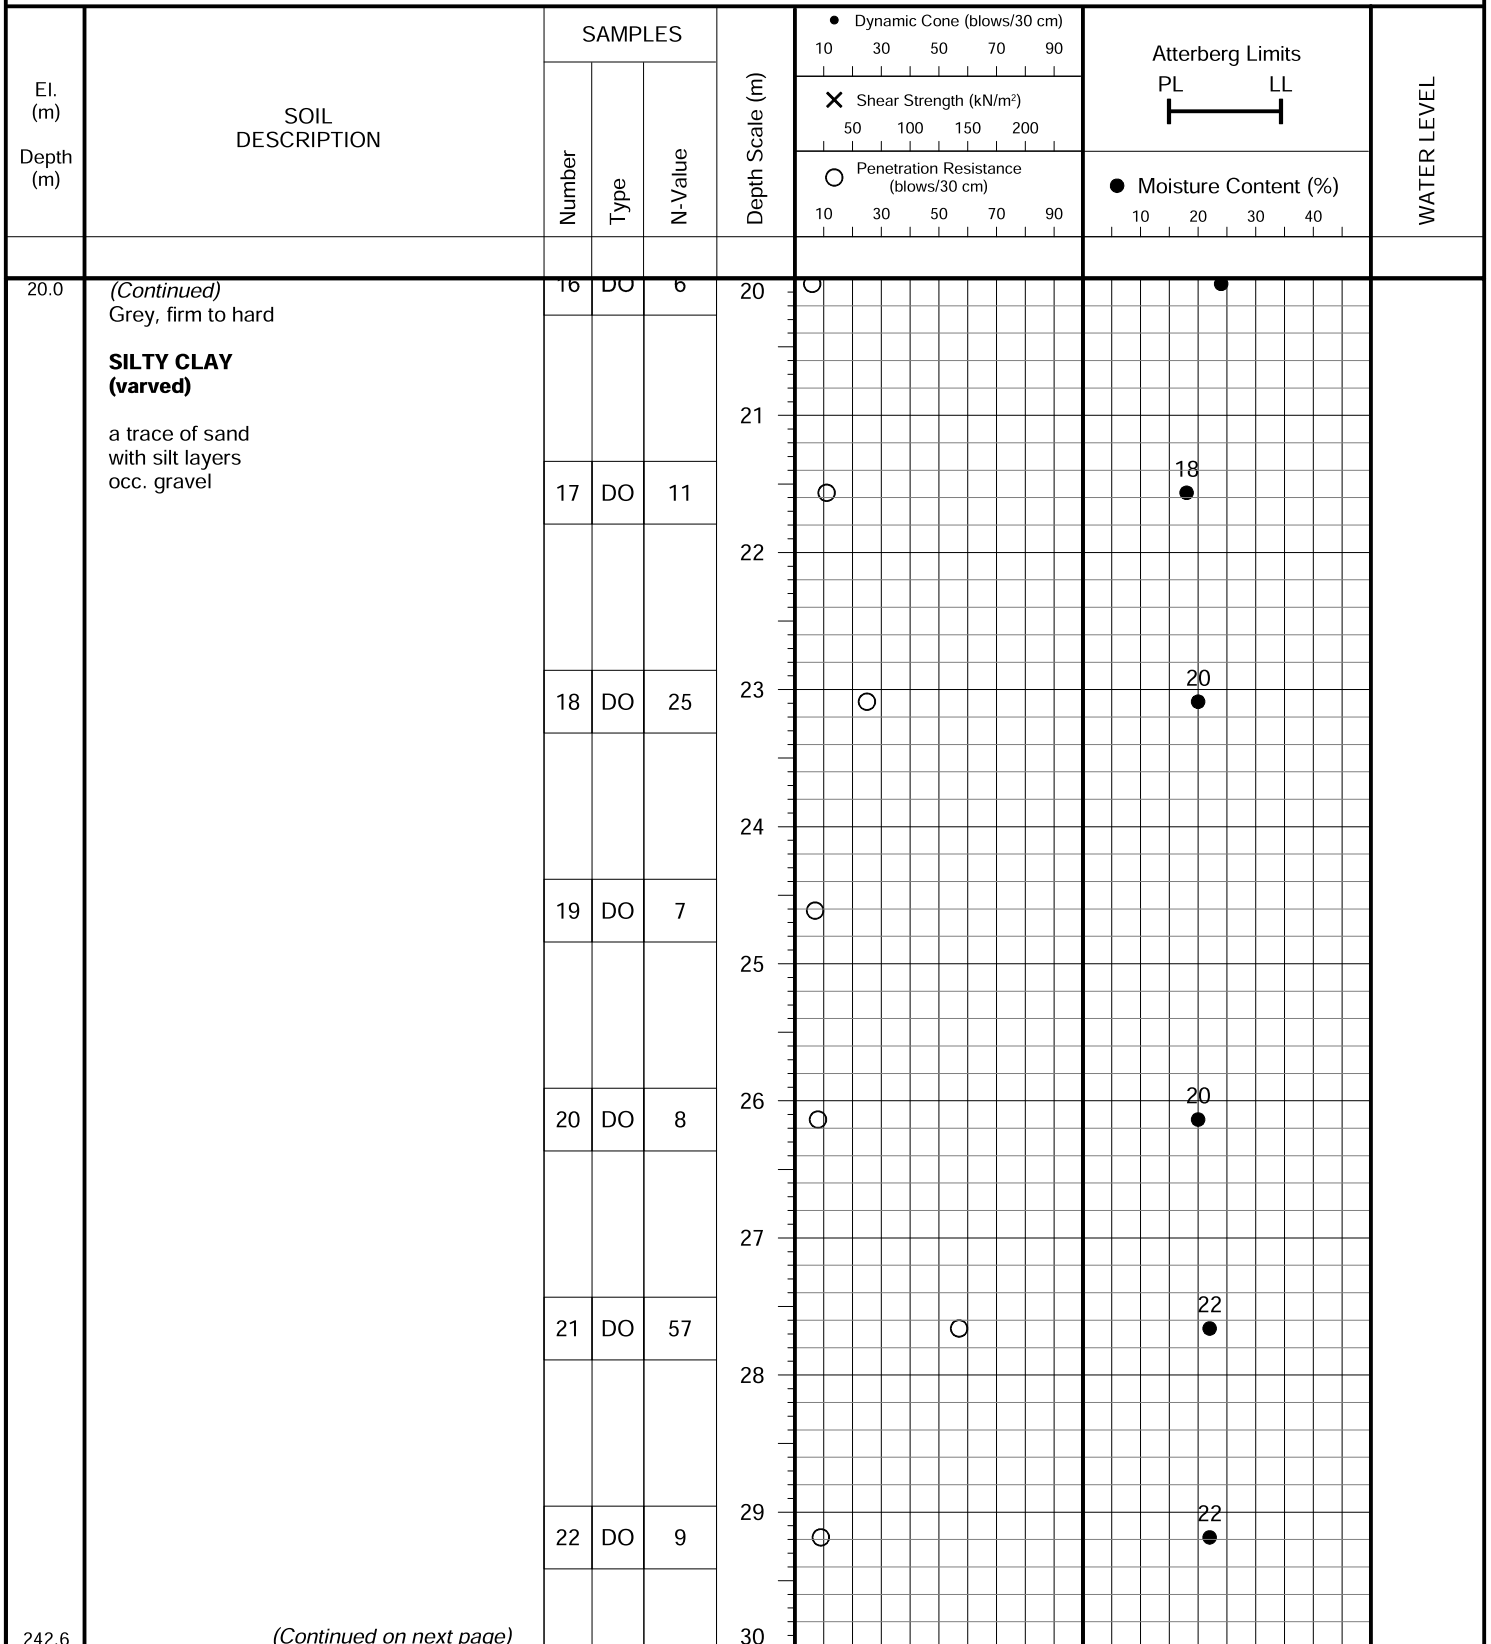 El.
(m)
Depth
(m)
SOIL
DESCRIPTION
SAMPLES
Number
Type
N-Value
Depth Scale (m)
Dynamic Cone (blows/30 cm)
10 30 50 70 90
Shear Strength (kN/m²)
50 100 150 200
Penetration Resistance
(blows/30 cm)
10 30 50 70 90
Atterberg Limits
PL LL
Moisture Content (%)
10 20 30 40
WATER LEVEL
20.0
(Continued)
Grey, firm to hard
SILTY CLAY
(varved)
a trace of sand
with silt layers
occ. gravel
16 DO 6
20
21
18
17 DO 11
22
20
23
18 DO 25
24
19 DO 7
25
20
26
20 DO 8
27
22
21 DO 57
28
22
29
22 DO 9
242.6
(Continued on next page)
30